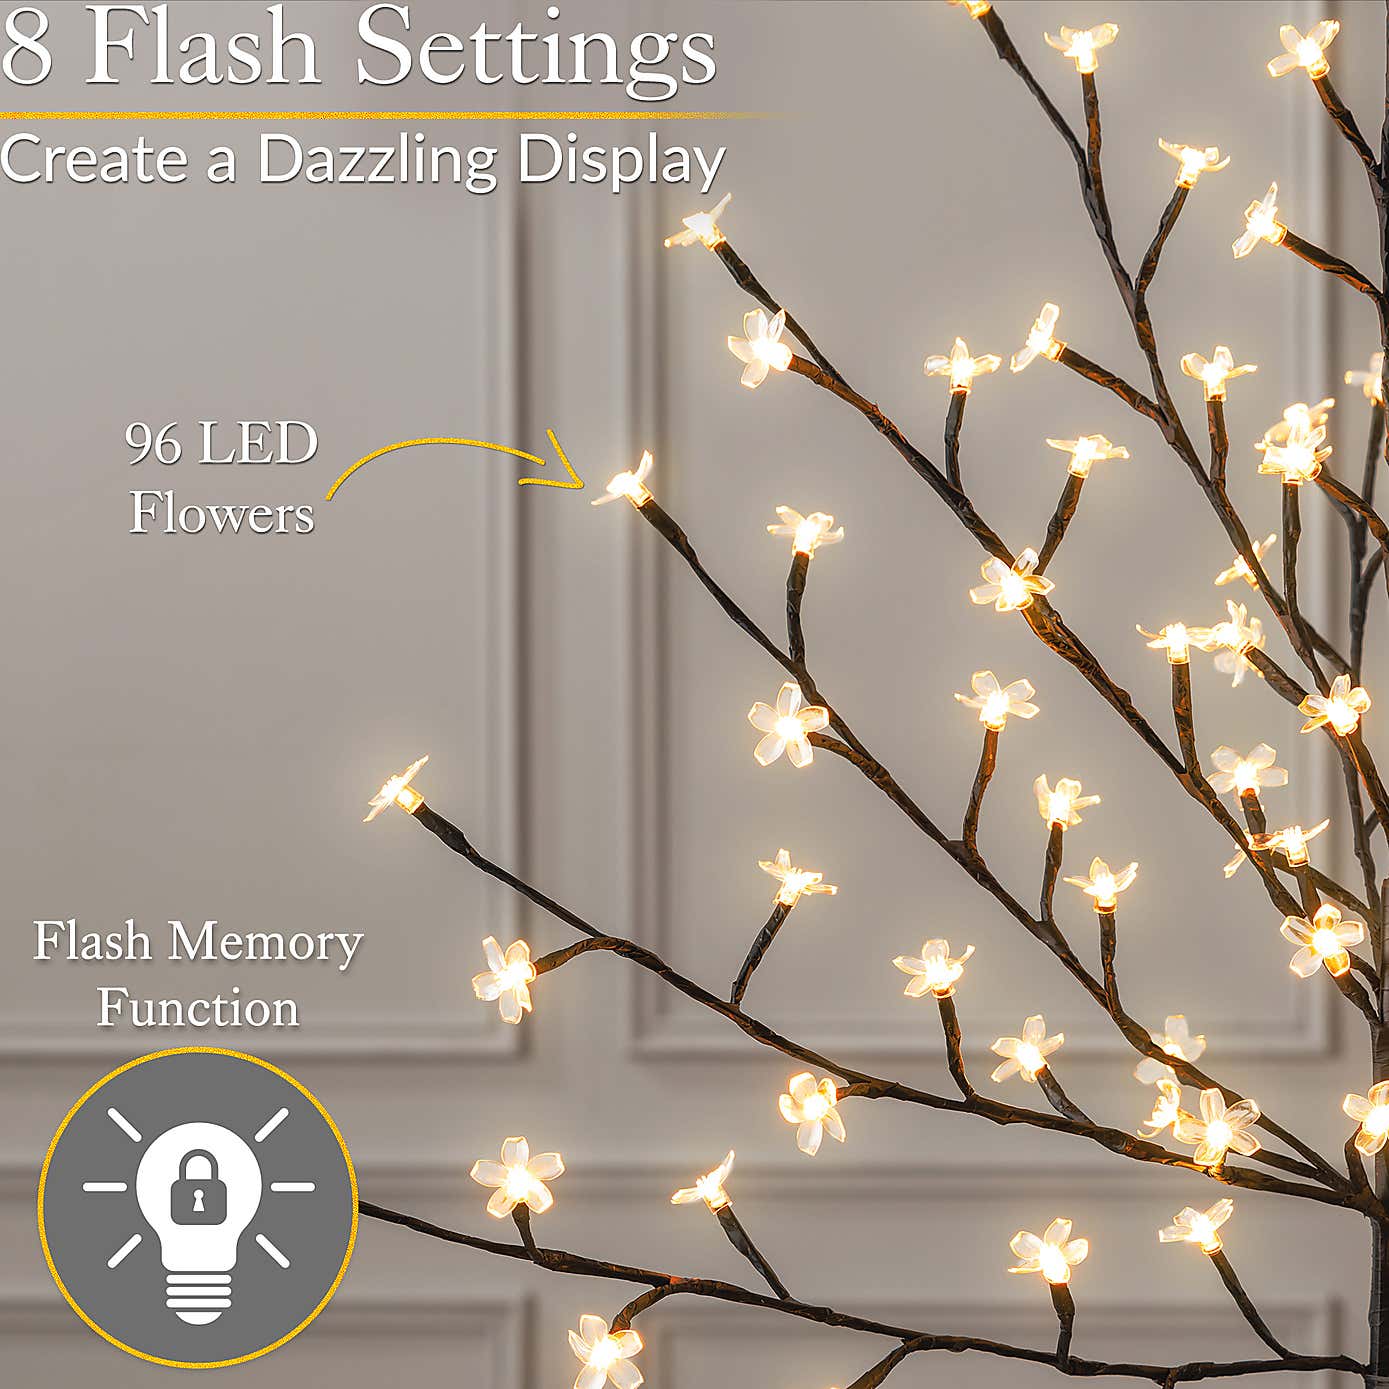 8 Flash Settings
Create a Dazzling Display
96 LED
Flowers
Flash Memory
Function